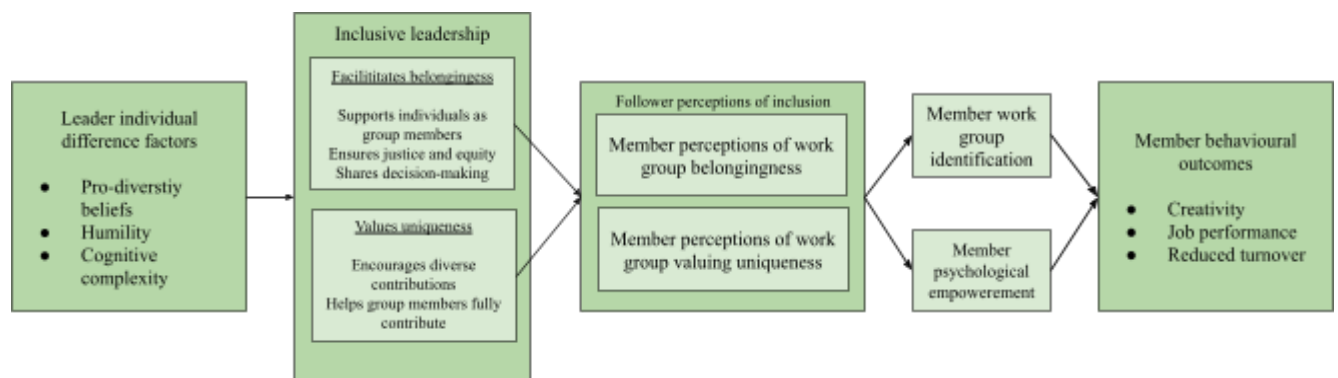 Leader individual
difference factors
● Pro-diverstiy
beliefs
● Humility
● Cognitive
complexity
Inclusive leadership
Facilititates belongingess
Supports individuals as
group members
Ensures justice and equity
Shares decision-making
Values uniqueness
Encourages diverse
contributions
Helps group members fully
contribute
Follower perceptions of inclusion
Member perceptions of work
group belongingness
Member perceptions of work
group valuing uniqueness
Member work
group
identification
Member
psychological
empowerement
Member behavioural
outcomes
● Creativity
● Job performance
● Reduced turnover